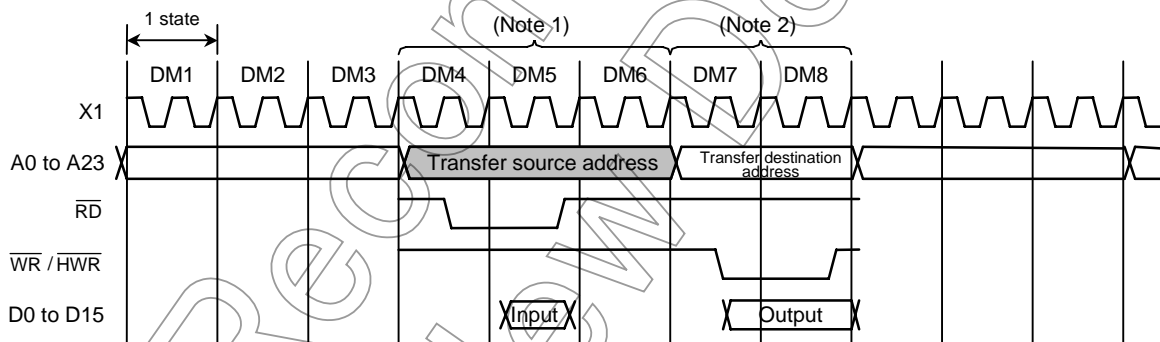 1 state
(Note 1)
(Note 2)
DM1 DM2 DM3 DM4 DM5 DM6 DM7 DM8
X1
A0 to A23
Transfer source address
Transfer destination
address
RD
WR / HWR
D0 to D15
Input
Output